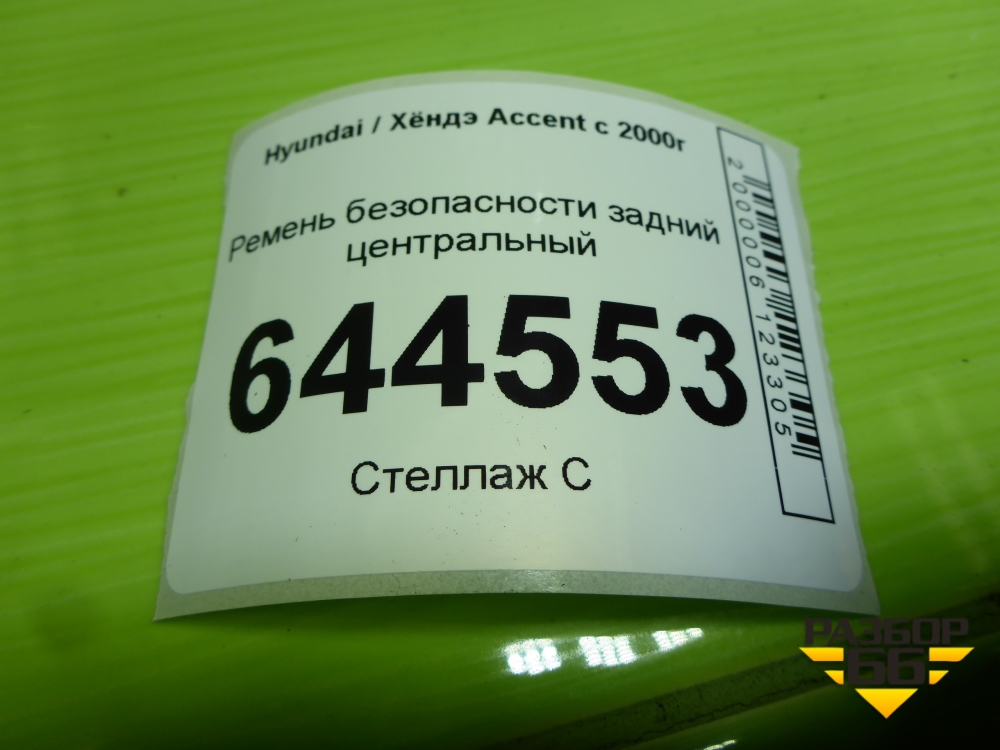 Hyundai / Хёндэ Accent с 2000г
Ремень безопасности задний
центральный
644553
Стеллаж С
2000006123305
РАЗБОР
66